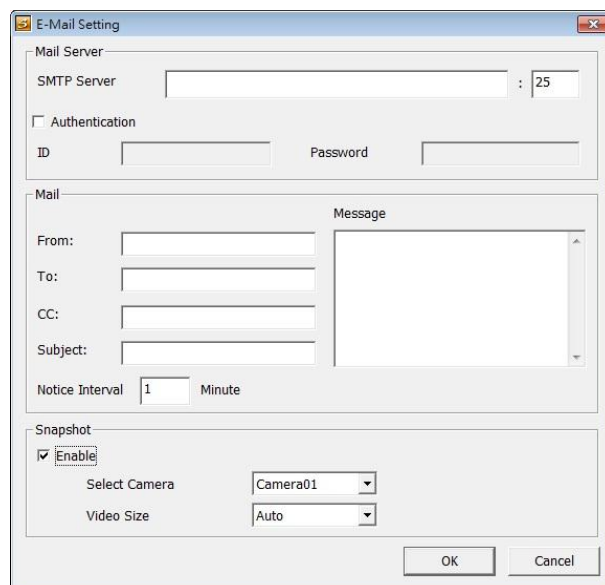 E-Mail Setting
Mail Server
SMTP Server : 25
Authentication
ID Password
Mail
Message
From:
To:
CC:
Subject:
Notice Interval 1 Minute
Snapshot
Enable
Select Camera Camera01
Video Size Auto
OK Cancel